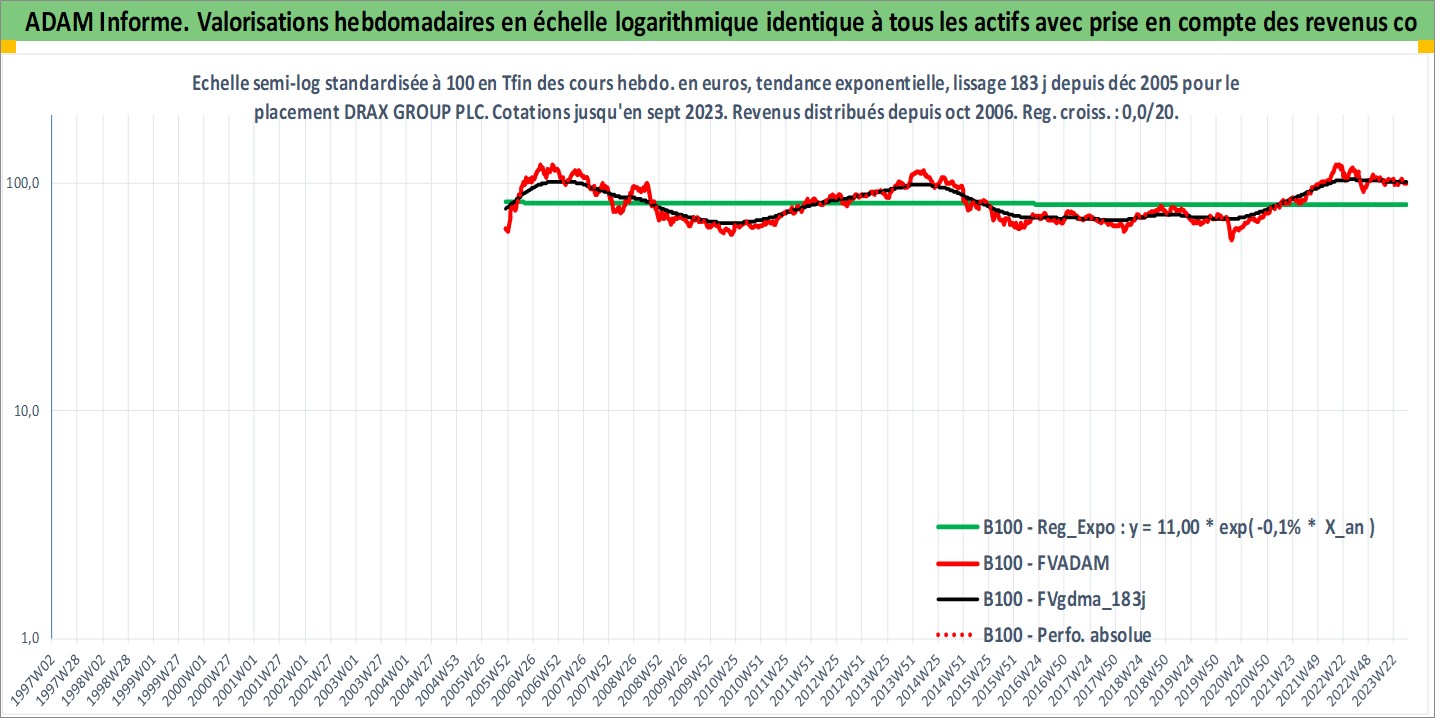 ADAM Informe. Valorisations hebdomadaires en échelle logarithmique identique à tous les actifs avec prise en compte des revenus co
Echelle semi-log standardisée à 100 en Tfin des cours hebdo. en euros, tendance exponentielle, lissage 183 j depuis déc 2005 pour le
placement DRAX GROUP PLC. Cotations jusqu'en sept 2023. Revenus distribués depuis oct 2006. Reg. croiss. : 0,0/20.
100,0
10,0
1,0
B100 - Reg_Expo : y = 11,00 * exp( -0,1% * X_an )
B100 - FVADAM
B100 - FVgdma_183j
B100 - Perfo. absolue
1997W02
1997W28
1998W02
1998W28
1999W01
1999W27
2000W01
2000W27
2001W01
2001W27
2002W01
2002W27
2003W01
2003W27
2004W01
2004W27
2004W53
2005W26
2005W52
2006W26
2006W52
2007W26
2007W52
2008W26
2008W52
2009W26
2009W52
2010W25
2010W51
2011W25
2011W51
2012W25
2012W51
2013W25
2013W51
2014W25
2014W51
2015W25
2015W51
2016W24
2016W50
2017W24
2017W50
2018W24
2018W50
2019W24
2019W50
2020W24
2020W50
2021W23
2021W49
2022W22
2022W48
2023W22